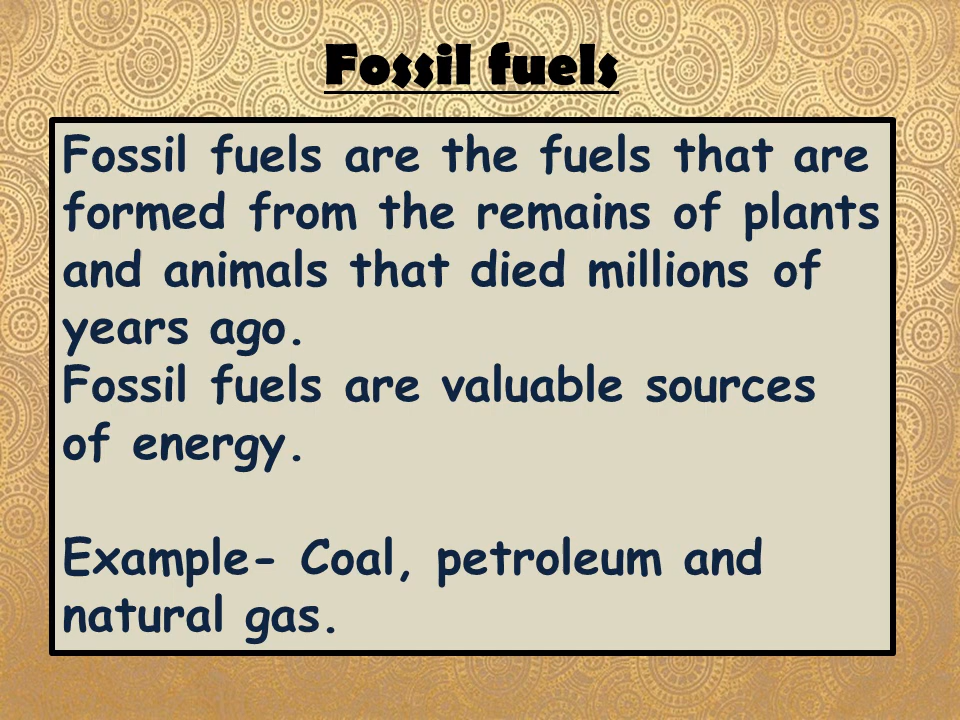 Fossil fuels
Fossil fuels are the fuels that are
formed from the remains of plants
and animals that died millions of
years ago.
Fossil fuels are valuable sources
of energy.
Example- Coal, petroleum and
natural gas.